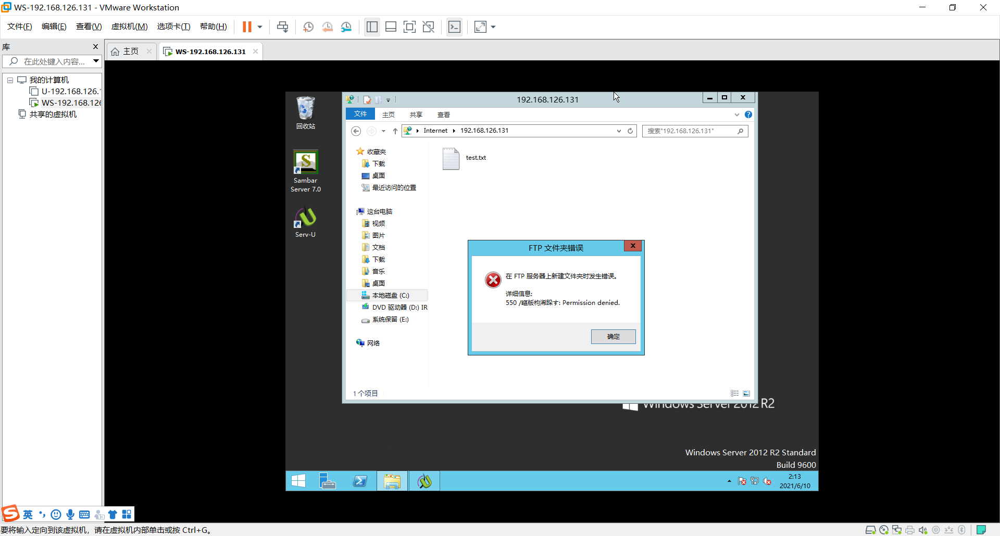 WS-192.168.126.131 - VMware Workstation
文件(F) 编辑(E) 查看(V) 虚拟机(M) 选项卡(T) 帮助(H)
库
主页
WS-192.168.126.131
在此处键入内容...
我的计算机
U-192.168.126.1
WS-192.168.126
共享的虚拟机
回收站
Sambar
Server 7.0
Serv-U
192.168.126.131
文件 主页 共享 查看
Internet 192.168.126.131
搜索"192.168.126.131"
收藏夹
下载
桌面
最近访问的位置
这台电脑
视频
图片
文档
下载
音乐
桌面
本地磁盘 (C:)
DVD 驱动器 (D:) IR
系统保留 (E:)
网络
test.txt
FTP 文件夹错误
在 FTP 服务器上新建文件夹时发生错误。
详细信息:
550 /鏂版枃浠跺す: Permission denied.
确定
1 个项目
Windows Server 2012 R2
Windows Server 2012 R2 Standard
Build 9600
2:13
2021/6/10
英
要将输入定向到该虚拟机，请在虚拟机内部单击或按 Ctrl+G。